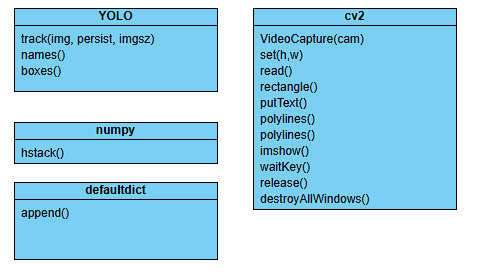 YOLO
track(img, persist, imgsz)
names()
boxes()
numpy
hstack()
defaultdict
append()
cv2
VideoCapture(cam)
set(h,w)
read()
rectangle()
putText()
polylines()
polylines()
imshow()
waitKey()
release()
destroyAllWindows()